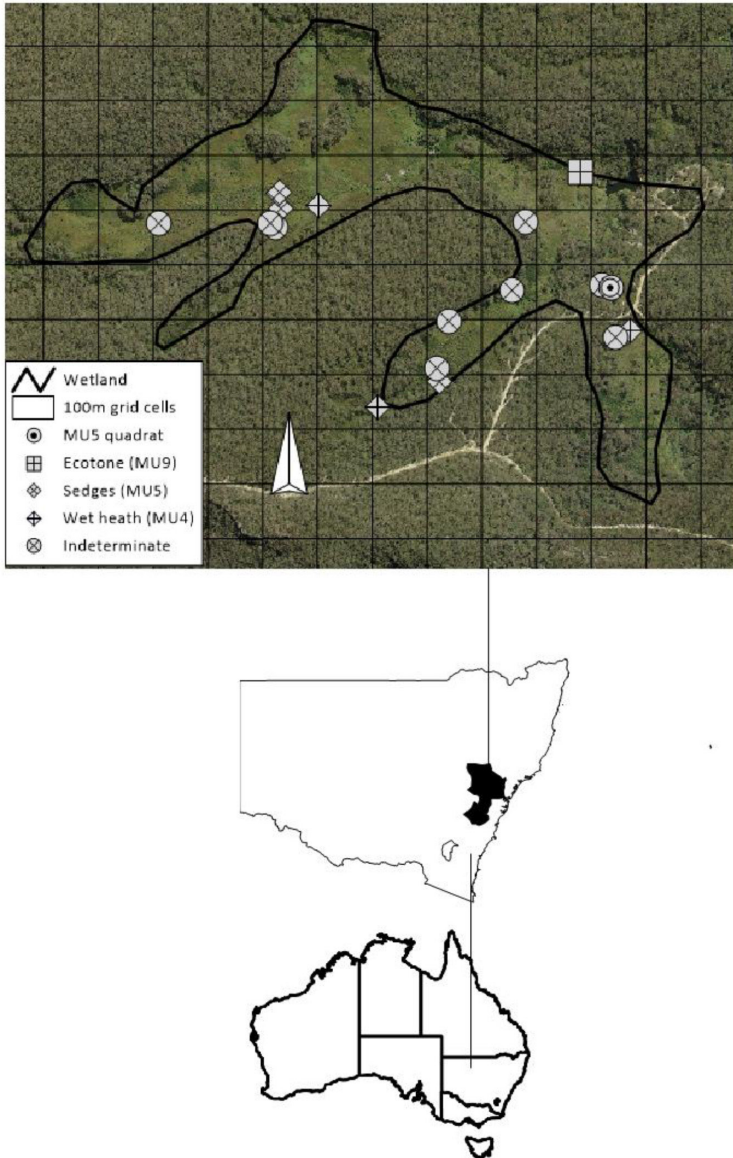 Wetland
100m grid cells
MU5 quadrat
Ecotone (MU9)
Sedges (MU5)
Wet heath (MU4)
Indeterminate